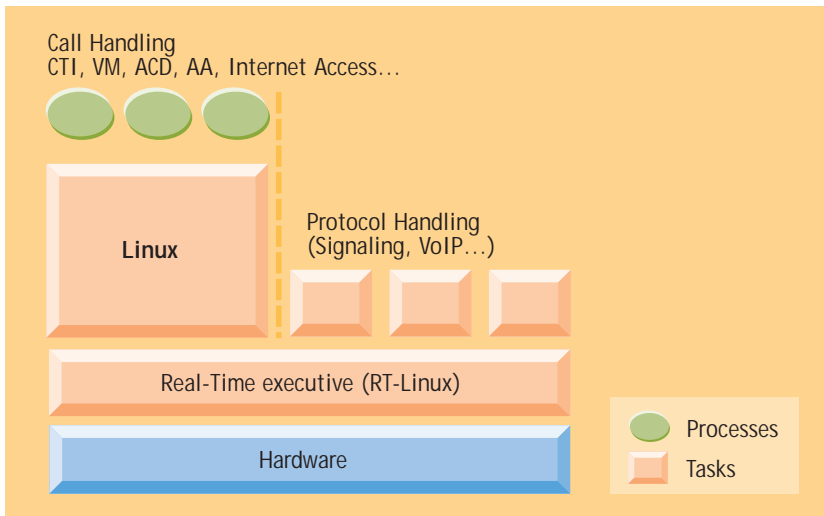 Call Handling
CTI, VM, ACD, AA, Internet Access…
Linux
Protocol Handling
(Signaling, VoIP…)
Real-Time executive (RT-Linux)
Hardware
Processes
Tasks